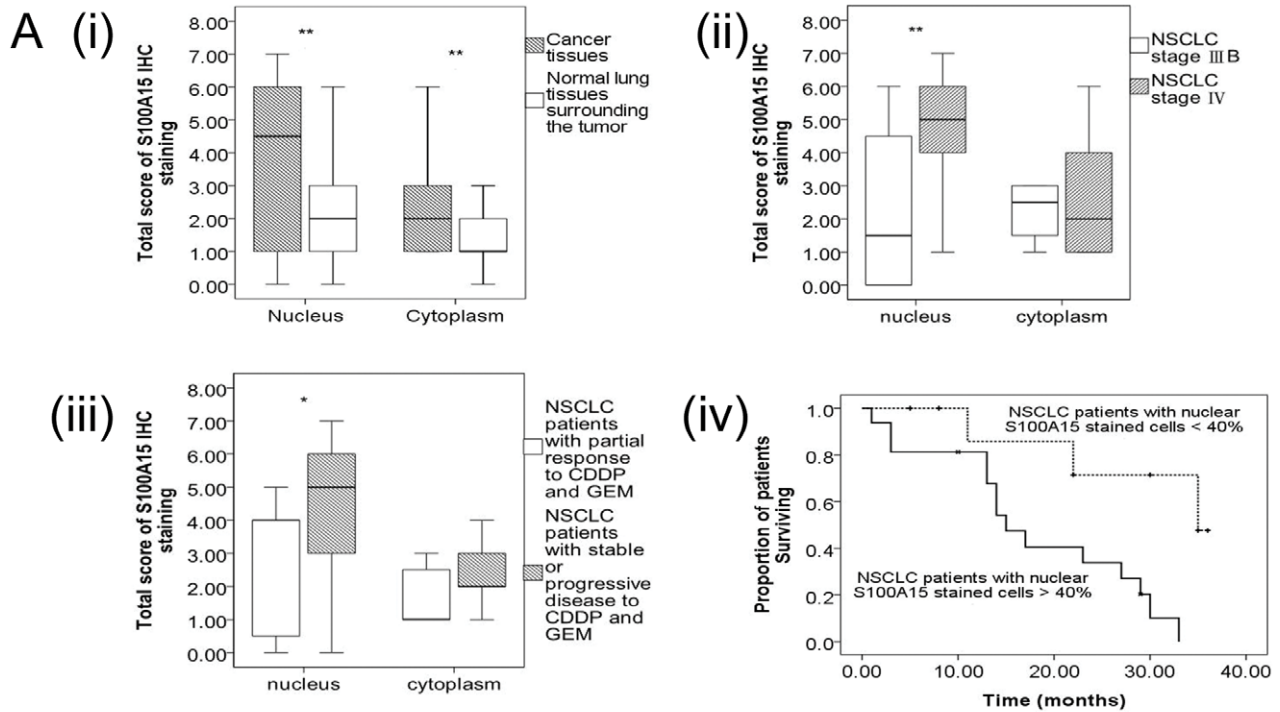 A (i)
Total score of S100A15 IHC
staining
8.00
7.00
6.00
5.00
4.00
3.00
2.00
1.00
0.00
**
**
Nucleus
Cytoplasm
Cancer
tissues
Normal lung
tissues
surrounding
the tumor
(ii)
Total score of S100A15 IHC
staining
8.00
7.00
6.00
5.00
4.00
3.00
2.00
1.00
0.00
**
nucleus
cytoplasm
NSCLC
stage ⅢB
NSCLC
stage Ⅳ
(iii)
Total score of S100A15 IHC
staining
8.00
7.00
6.00
5.00
4.00
3.00
2.00
1.00
0.00
*
nucleus
cytoplasm
NSCLC
patients
with partial
response
to CDDP
and GEM
NSCLC
patients
with stable
or
progressive
disease to
CDDP and
GEM
(iv)
Proportion of patients
Surviving
1.0
0.8
0.6
0.4
0.2
0.0
NSCLC patients with nuclear
S100A15 stained cells < 40%
NSCLC patients with nuclear
S100A15 stained cells > 40%
0.00
10.00
20.00
30.00
40.00
Time (months)